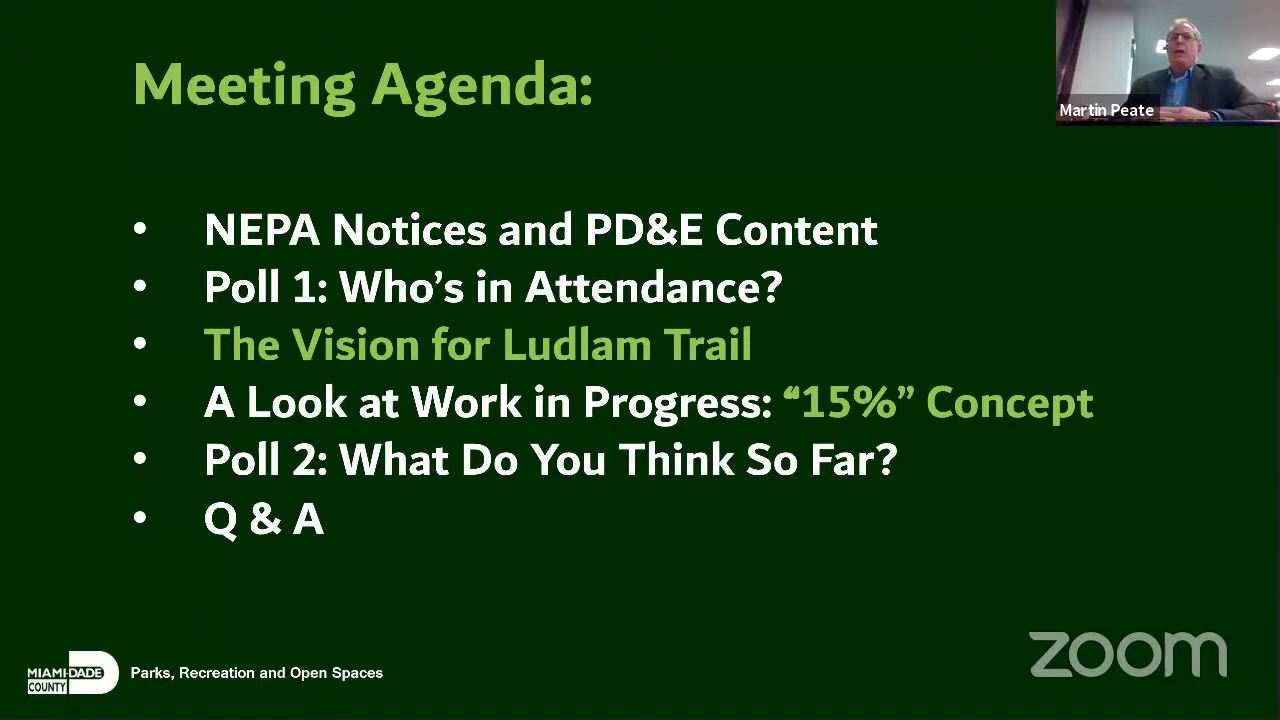 Meeting Agenda:
Martin Peate
• NEPA Notices and PD&E Content
• Poll 1: Who’s in Attendance?
• The Vision for Ludlam Trail
• A Look at Work in Progress: “15%” Concept
• Poll 2: What Do You Think So Far?
• Q & A
MIAMI-DADE
COUNTY
Parks, Recreation and Open Spaces
zoom